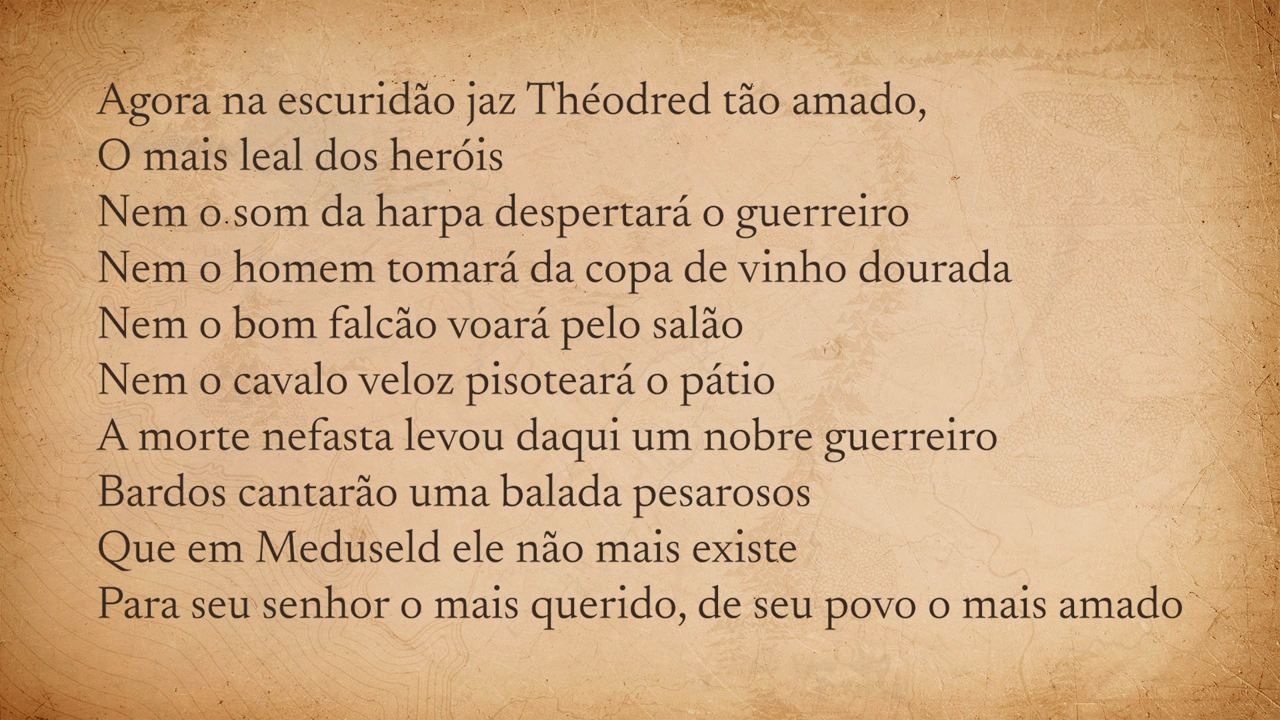 Agora na escuridão jaz Théodred tão amado,
O mais leal dos heróis
Nem o som da harpa despertará o guerreiro
Nem o homem tomará da copa de vinho dourada
Nem o bom falcão voará pelo salão
Nem o cavalo veloz pisoteará o pátio
A morte nefasta levou daqui um nobre guerreiro
Bardos cantarão uma balada pesarosos
Que em Meduseld ele não mais existe
Para seu senhor o mais querido, de seu povo o mais amado